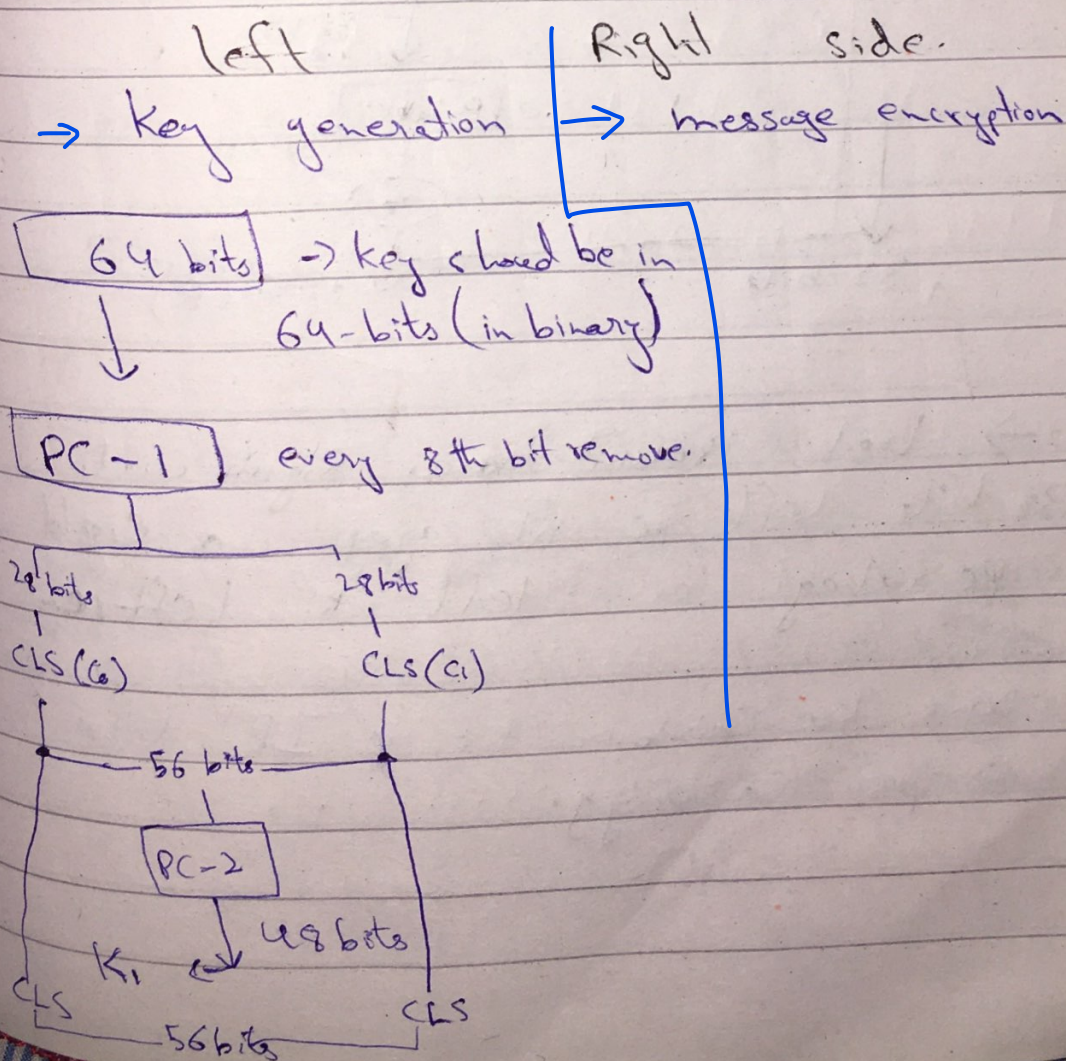 left
Right side.
→ Key generation
→ message encryption
64 bits → Key shoud be in
64-bits (in binary)
PC-1 every 8th bit remove.
28 bits 28 bits
CLS (C0) CLS (C1)
56 bits
PC-2
48 bits
K1
CLS CLS
56 bits